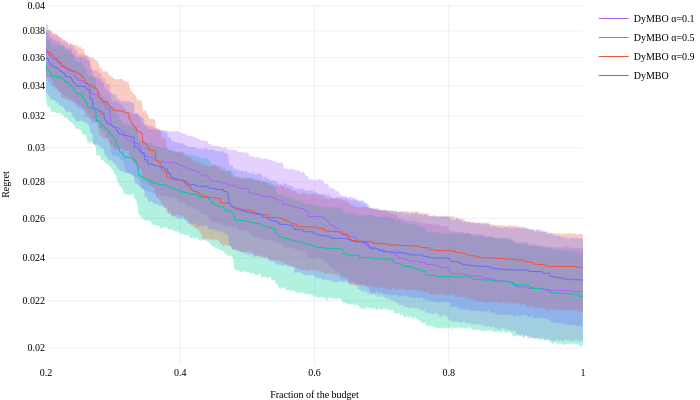 0.04
0.038
0.036
0.034
0.032
0.03
0.028
0.026
0.024
0.022
0.02
Regret
0.2
0.4
0.6
0.8
1
Fraction of the budget
DyMBO α=0.1
DyMBO α=0.5
DyMBO α=0.9
DyMBO